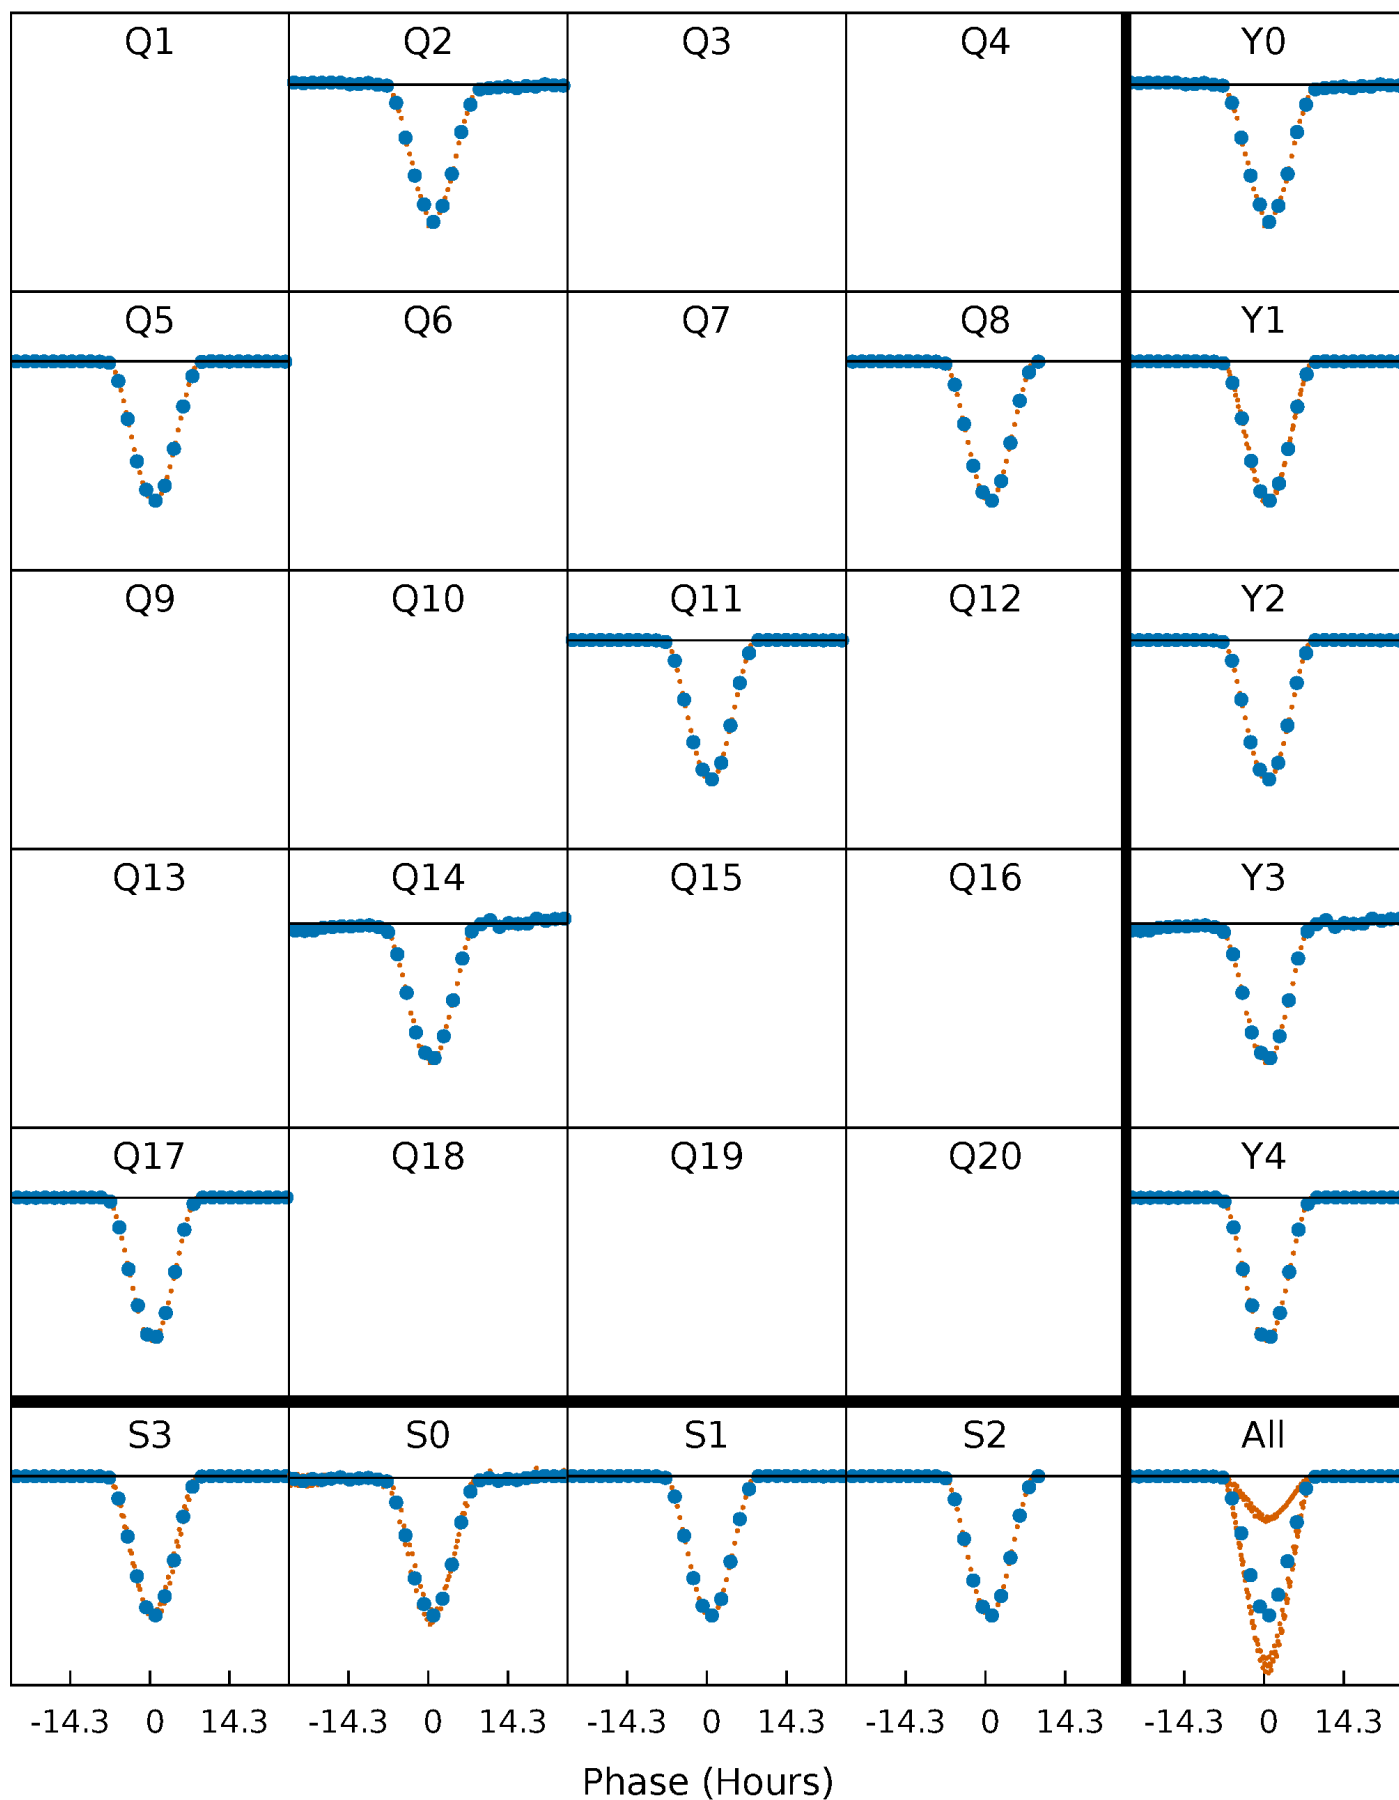 Q1 Q2 Q3 Q4 Y0
Q5 Q6 Q7 Q8 Y1
Q9 Q10 Q11 Q12 Y2
Q13 Q14 Q15 Q16 Y3
Q17 Q18 Q19 Q20 Y4
S3 S0 S1 S2 All
-14.3 0 14.3 -14.3 0 14.3 -14.3 0 14.3 -14.3 0 14.3 -14.3 0 14.3
Phase (Hours)